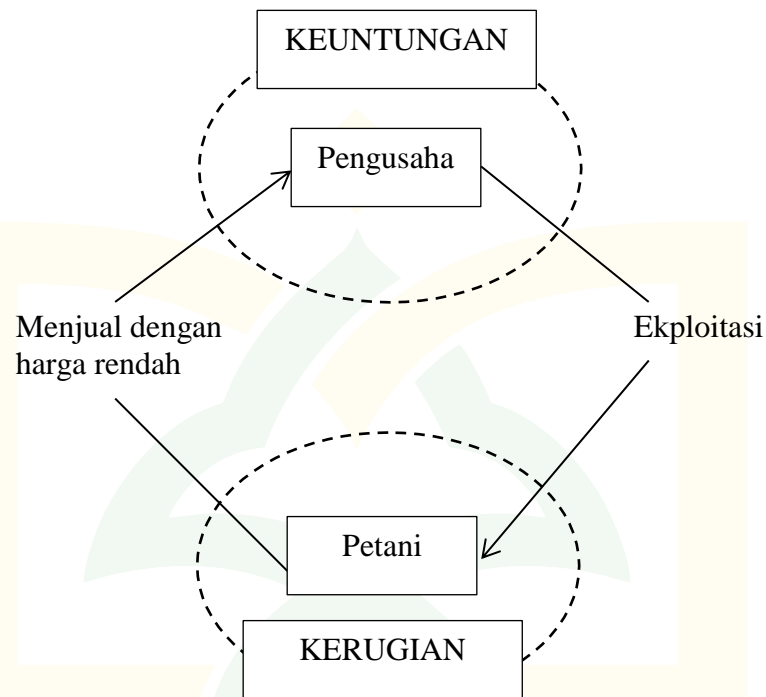 KEUNTUNGAN
Pengusaha
Menjual dengan
harga rendah
Ekploitasi
Petani
KERUGIAN